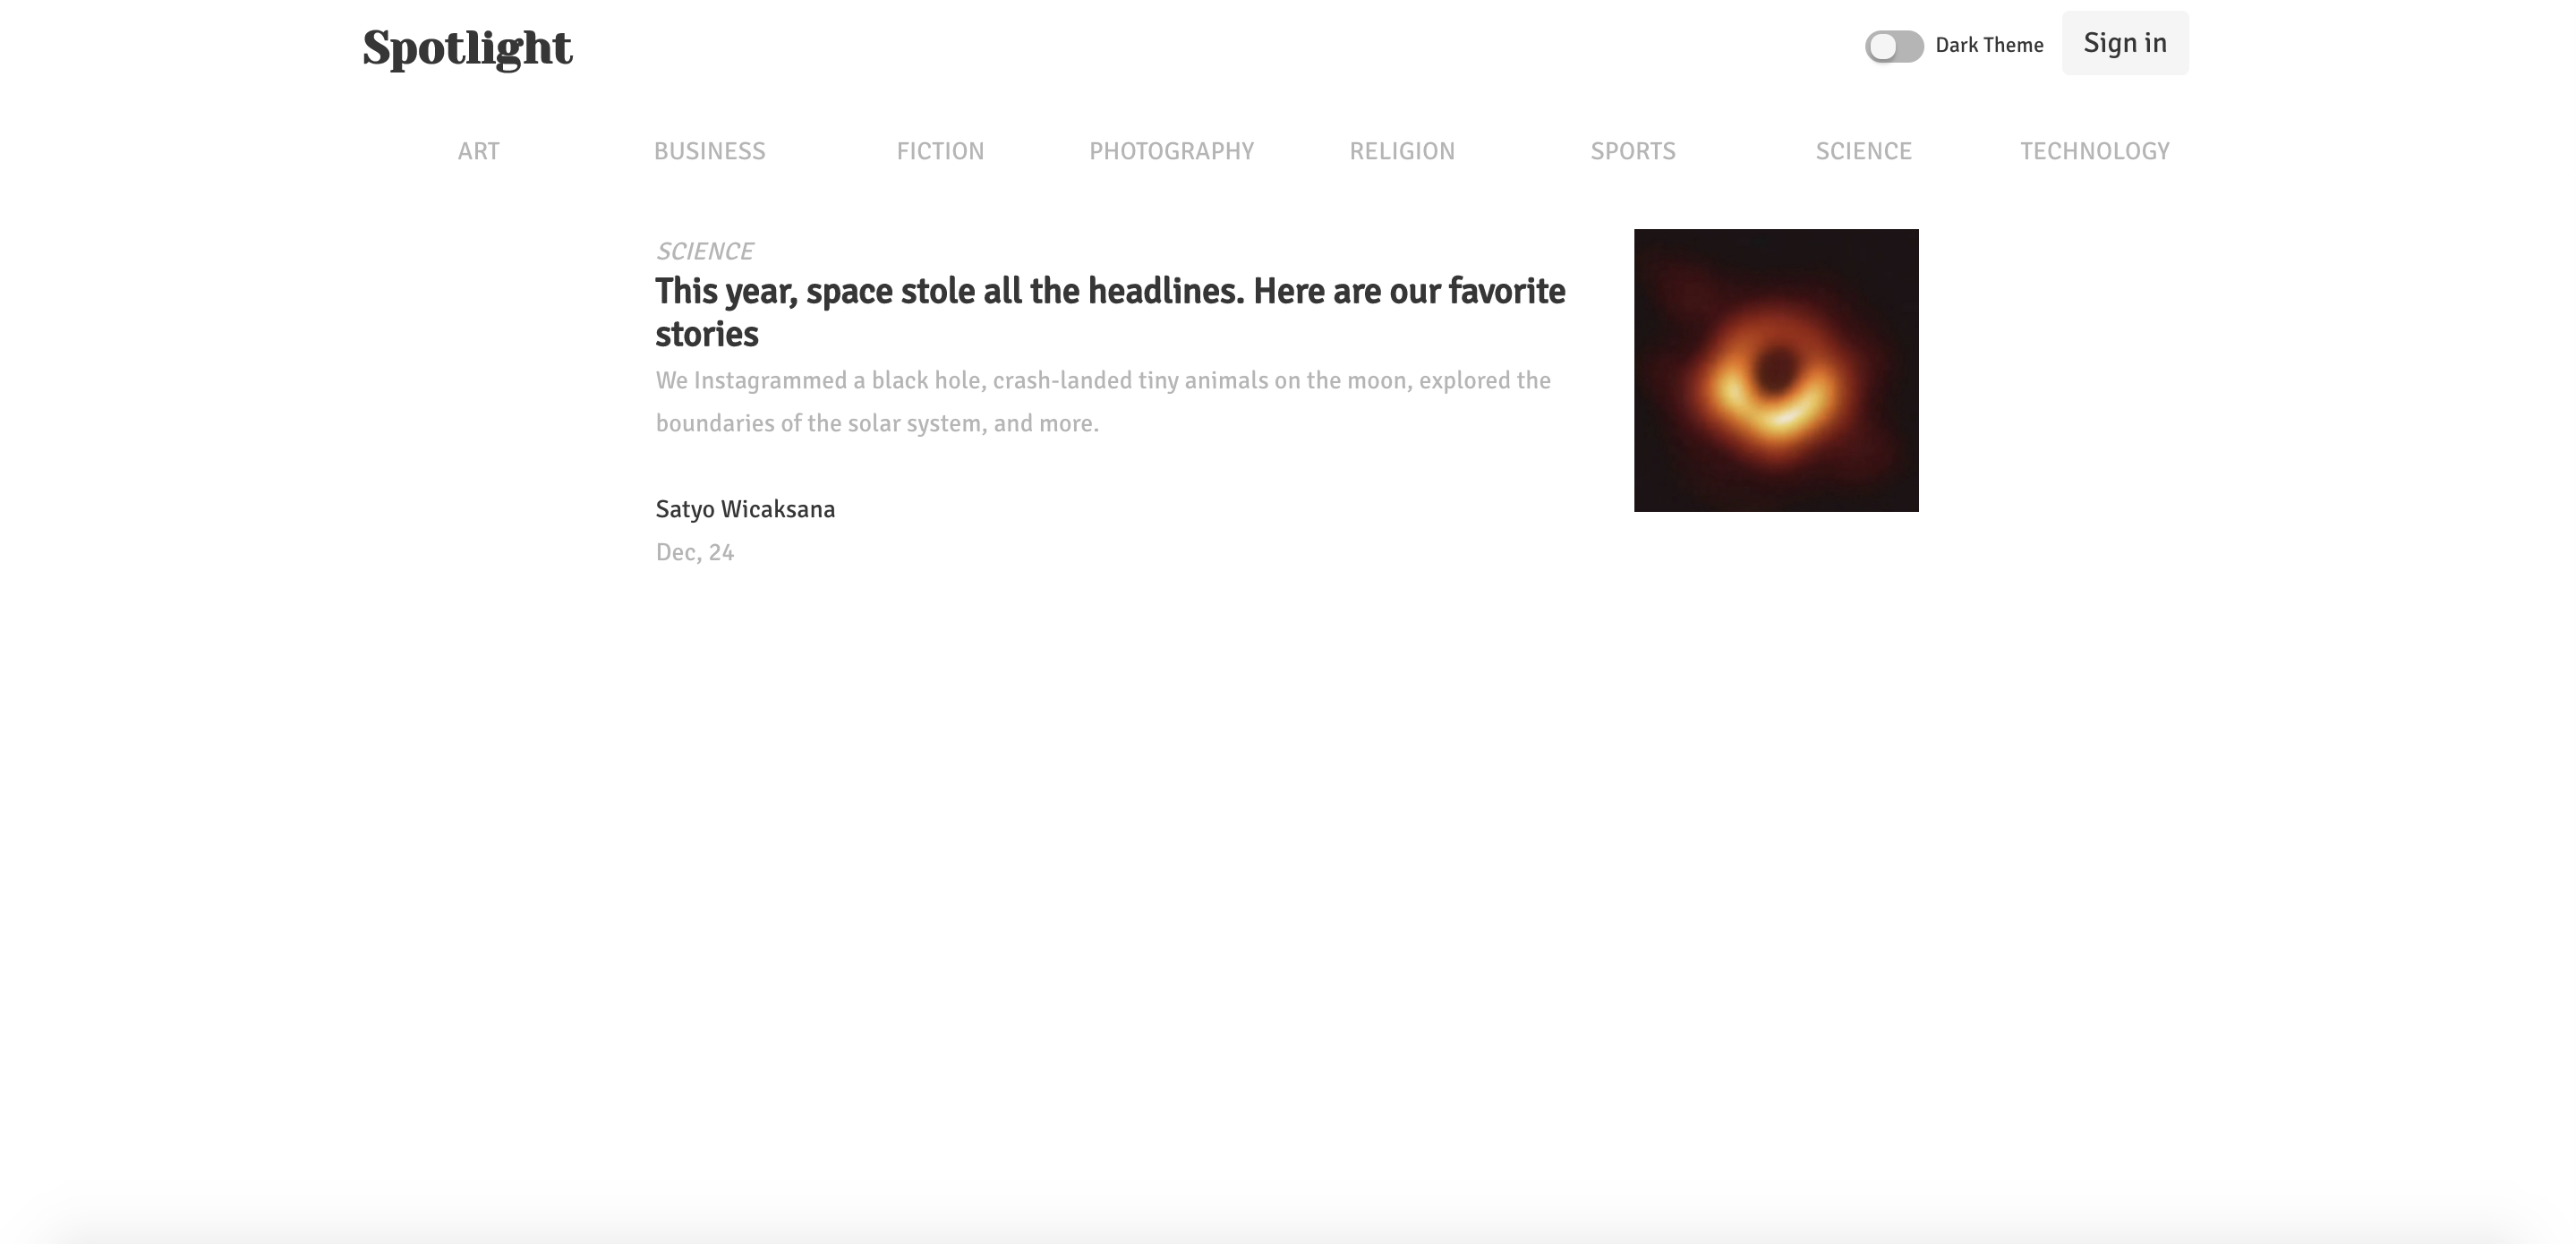 Spotlight
Dark Theme
Sign in
ART
BUSINESS
FICTION
PHOTOGRAPHY
RELIGION
SPORTS
SCIENCE
TECHNOLOGY
SCIENCE
This year, space stole all the headlines. Here are our favorite
stories
We Instagrammed a black hole, crash-landed tiny animals on the moon, explored the
boundaries of the solar system, and more.
Satyo Wicaksana
Dec, 24